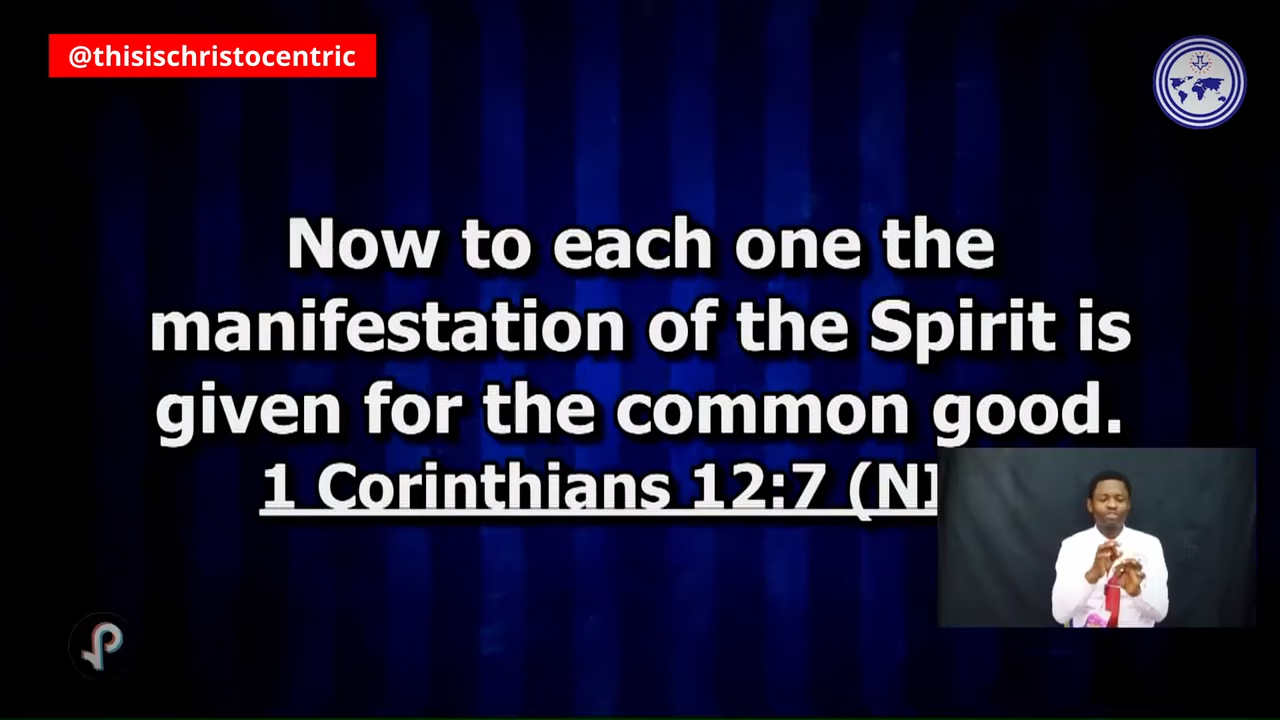 @thisischristocentric
Now to each one the
manifestation of the Spirit is
given for the common good.
1 Corinthians 12:7 (NI